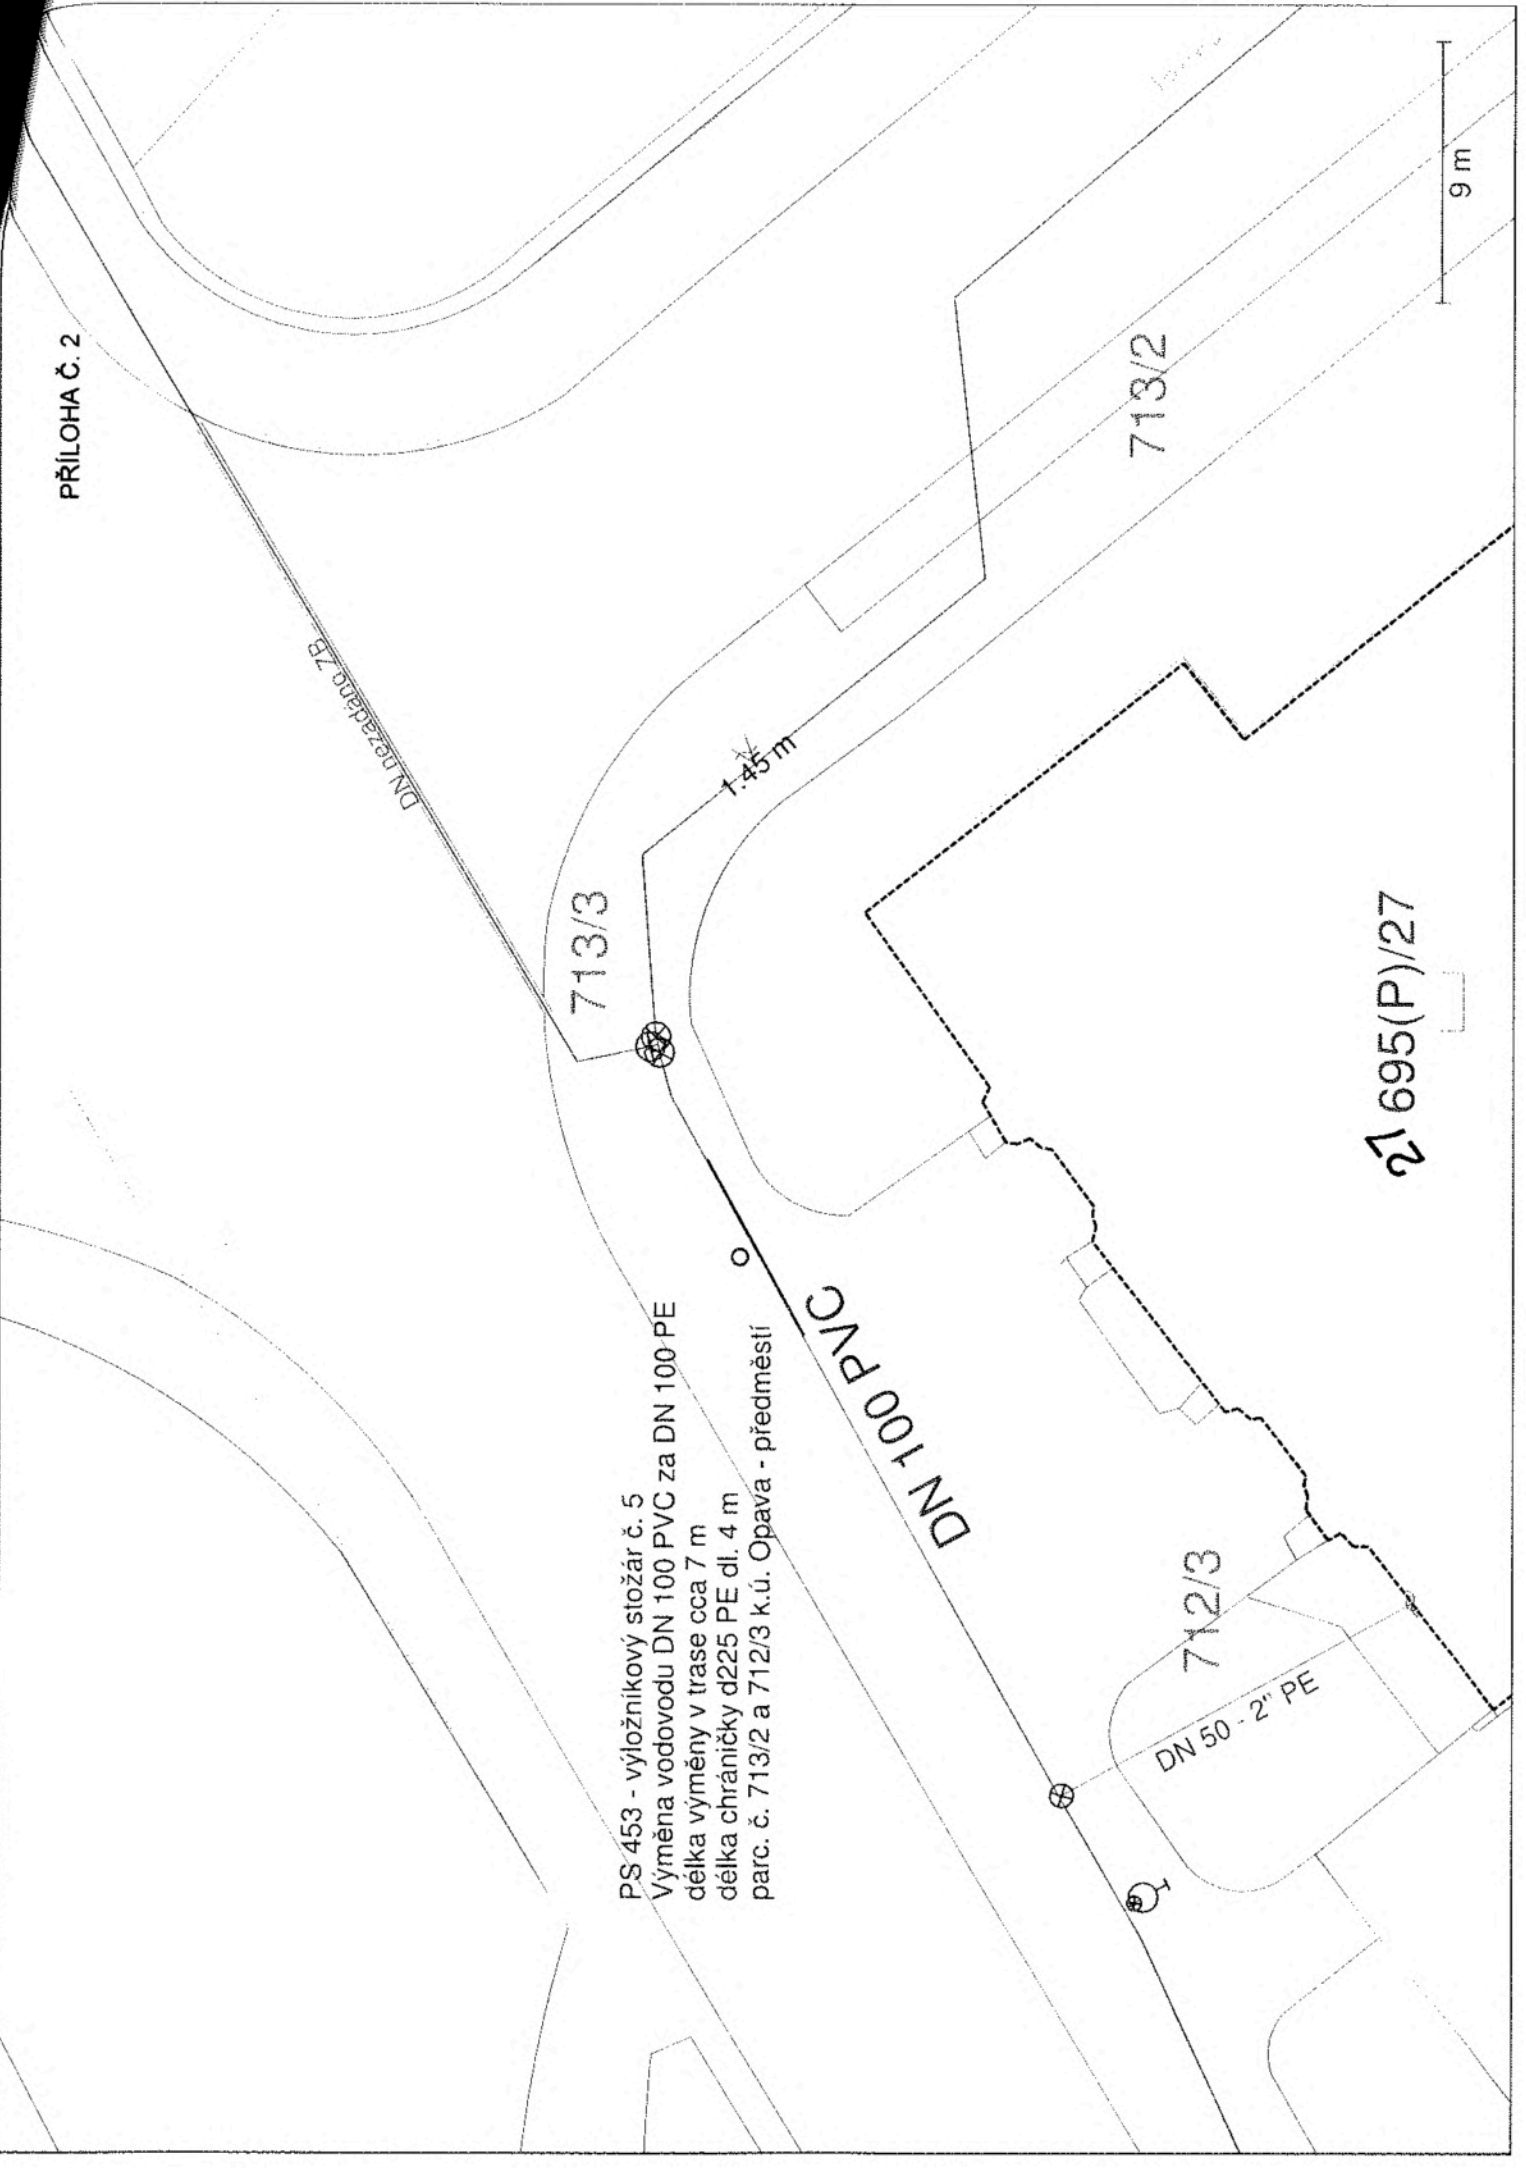 PŘÍLOHA Č. 2
DN nezadáno ŽB
713/3
1.45 m
713/2
9 m
PS 453 - výložníkový stožár č. 5
Výměna vodovodu DN 100 PVC za DN 100 PE
délka výměny v trase cca 7 m
délka chráničky d225 PE dl. 4 m
parc. č. 713/2 a 712/3 k.ú. Opava - předměstí
DN 100 PVC
27 695(P)/27
712/3
DN 50 - 2" PE